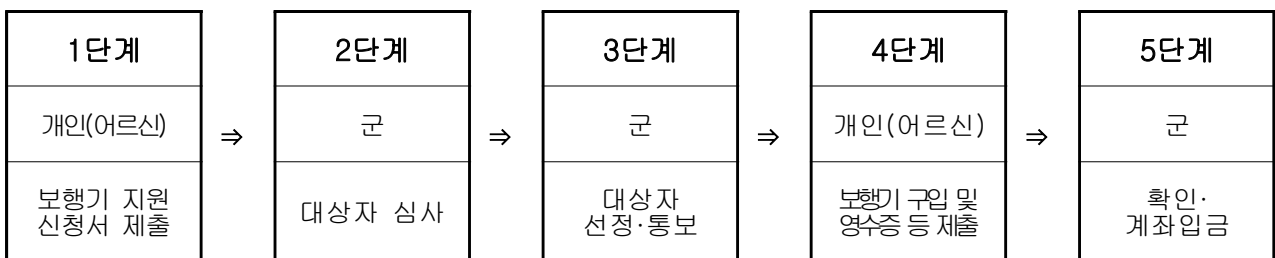 1단계
개인(어르신)
보행기 지원
신청서 제출
⇒
2단계
군
대상자 심사
⇒
3단계
군
대상자
선정·통보
⇒
4단계
개인(어르신)
보행기 구입 및
영수증 등 제출
⇒
5단계
군
확인·
계좌입금